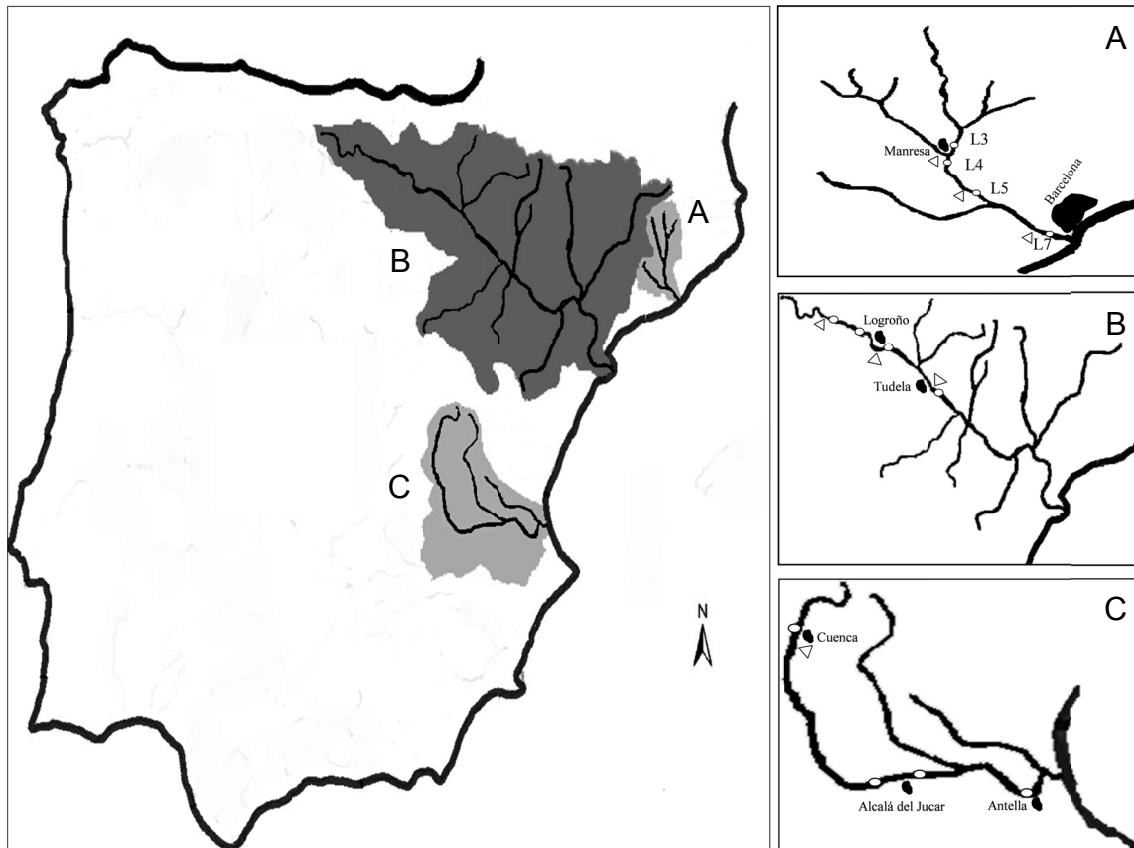 A
B
C
N
A
L3
Manresa
L4
L5
Barcelona
L7
B
Logroño
Tudela
C
Cuenca
Alcalá del Jucar
Antella